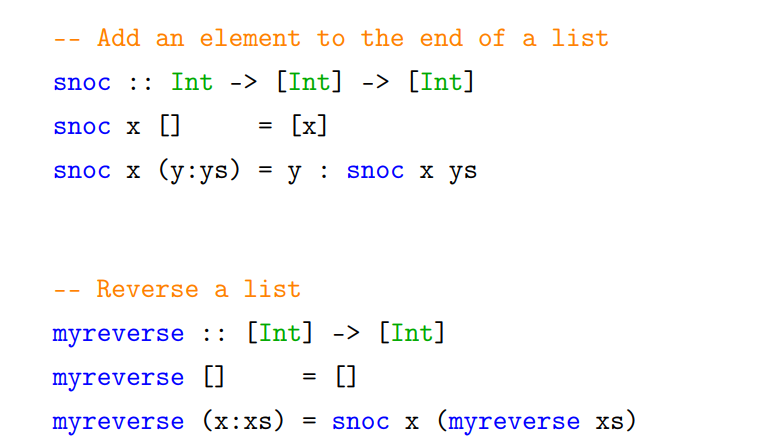 -- Add an element to the end of a list
snoc :: Int -> [Int] -> [Int]
snoc x []     = [x]
snoc x (y:ys) = y : snoc x ys
-- Reverse a list
myreverse :: [Int] -> [Int]
myreverse []     = []
myreverse (x:xs) = snoc x (myreverse xs)